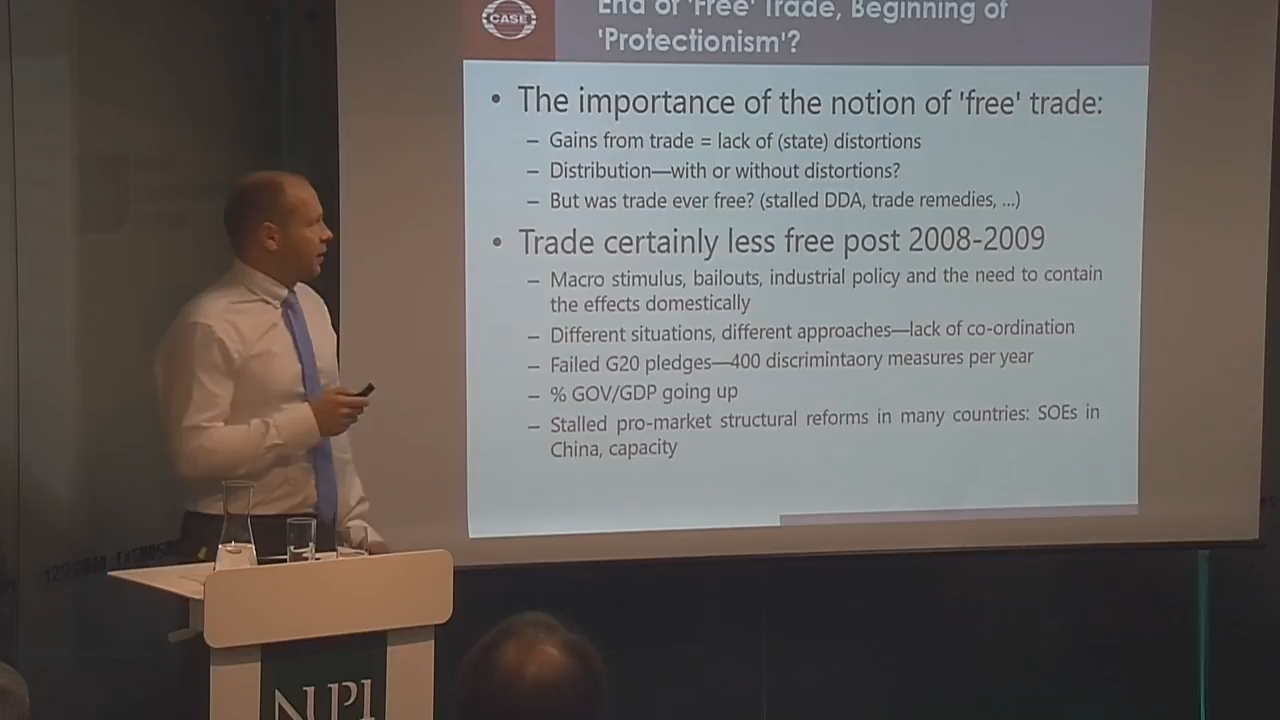 CASE
End of 'Free' Trade, Beginning of
'Protectionism'?
• The importance of the notion of 'free' trade:
– Gains from trade = lack of (state) distortions
– Distribution—with or without distortions?
– But was trade ever free? (stalled DDA, trade remedies, ...)
• Trade certainly less free post 2008-2009
– Macro stimulus, bailouts, industrial policy and the need to contain
the effects domestically
– Different situations, different approaches—lack of co-ordination
– Failed G20 pledges—400 discrimintaory measures per year
– % GOV/GDP going up
– Stalled pro-market structural reforms in many countries: SOEs in
China, capacity
NUPI